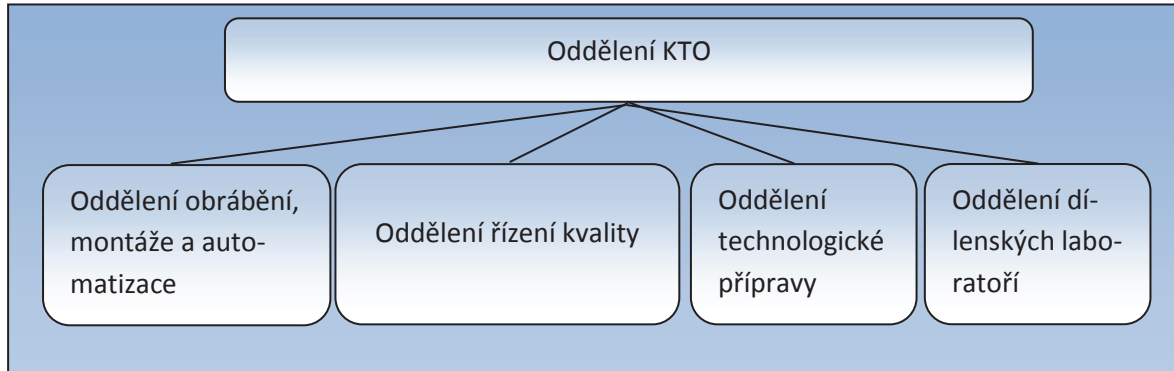 Oddělení KTO
Oddělení obrábění,
montáže a auto-
matizace
Oddělení řízení kvality
Oddělení
technologické
přípravy
Oddělení dí-
lenských labo-
ratoří